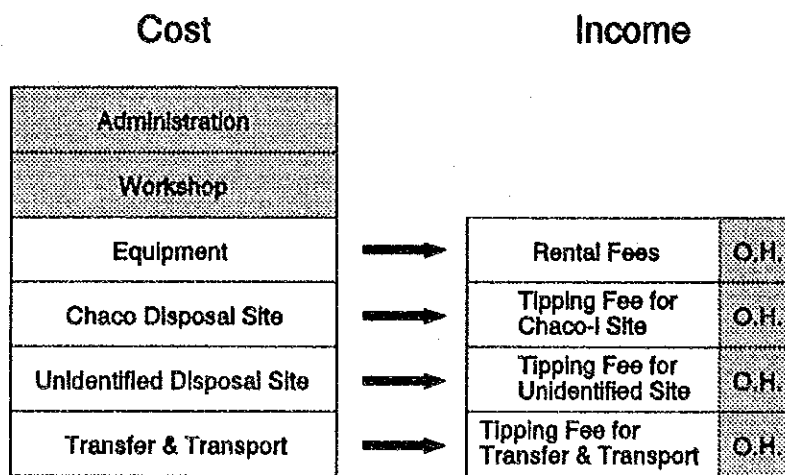 Cost
Income
Administration
Workshop
Equipment
Rental Fees
O.H.
Chaco Disposal Site
Tipping Fee for
Chaco-I Site
O.H.
Unidentified Disposal Site
Tipping Fee for
Unidentified Site
O.H.
Transfer & Transport
Tipping Fee for
Transfer & Transport
O.H.